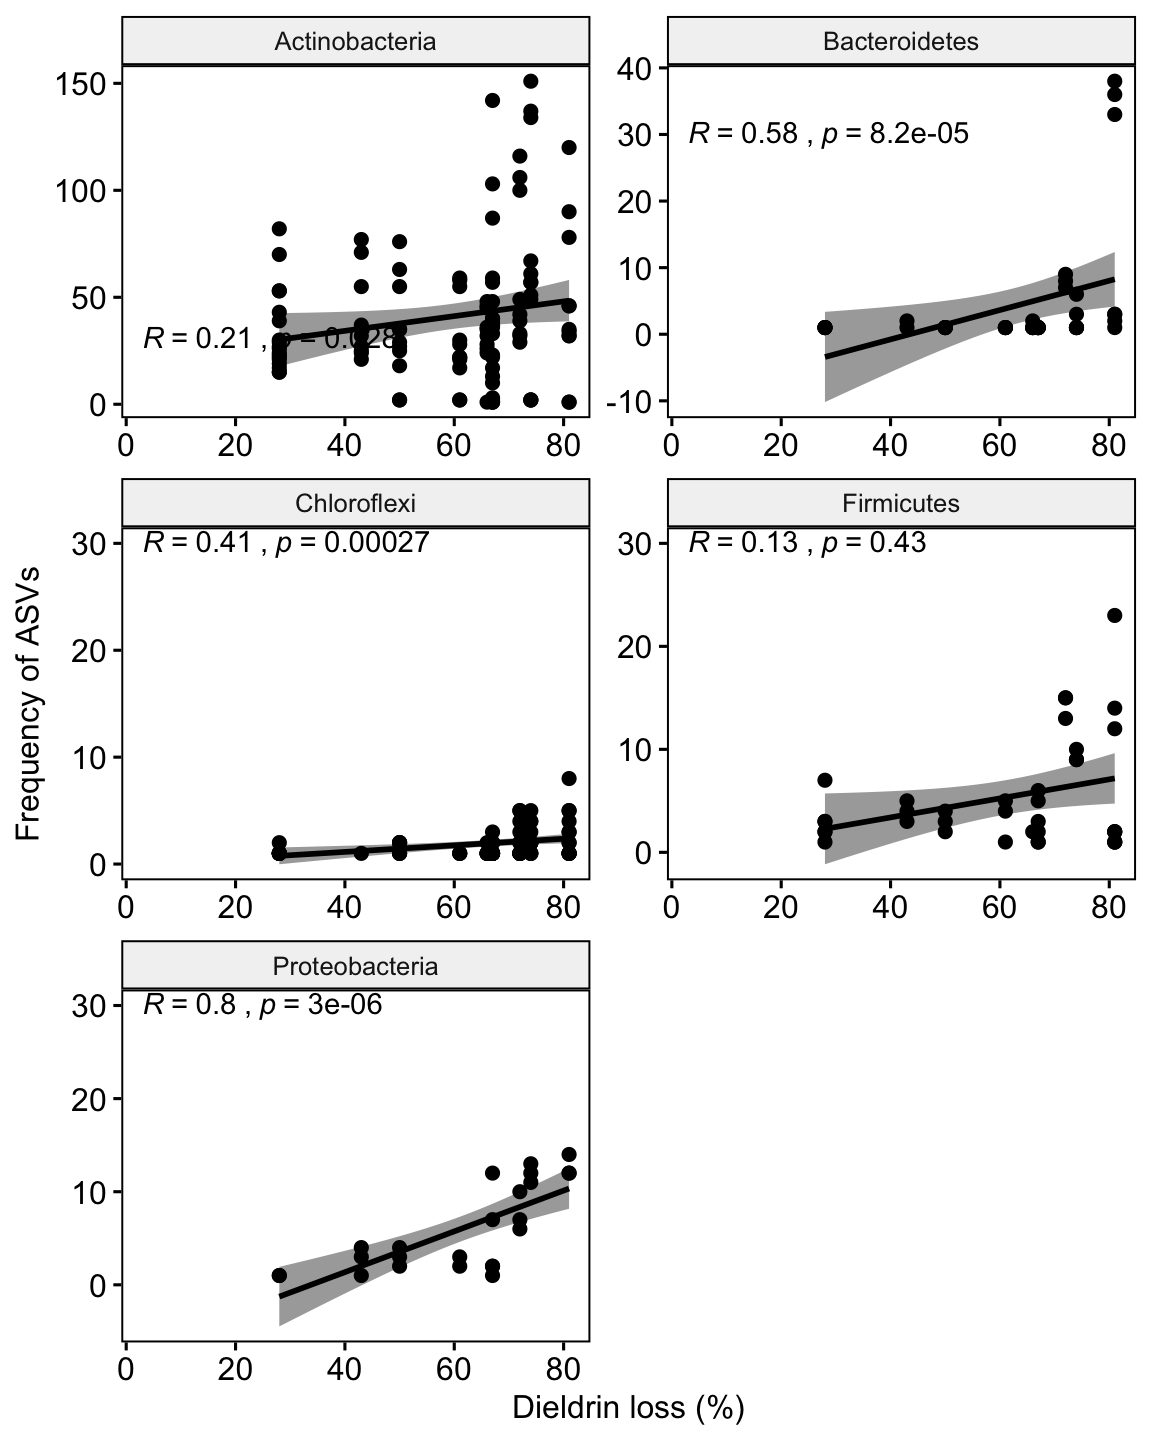 Actinobacteria
150
100
50
0
R = 0.21 , p = 0.028
0 20 40 60 80
Bacteroidetes
40
30
20
10
0
-10
R = 0.58 , p = 8.2e-05
0 20 40 60 80
Chloroflexi
30
20
10
0
R = 0.41 , p = 0.00027
0 20 40 60 80
Firmicutes
30
20
10
0
R = 0.13 , p = 0.43
0 20 40 60 80
Proteobacteria
30
20
10
0
R = 0.8 , p = 3e-06
0 20 40 60 80
Frequency of ASVs
Dieldrin loss (%)